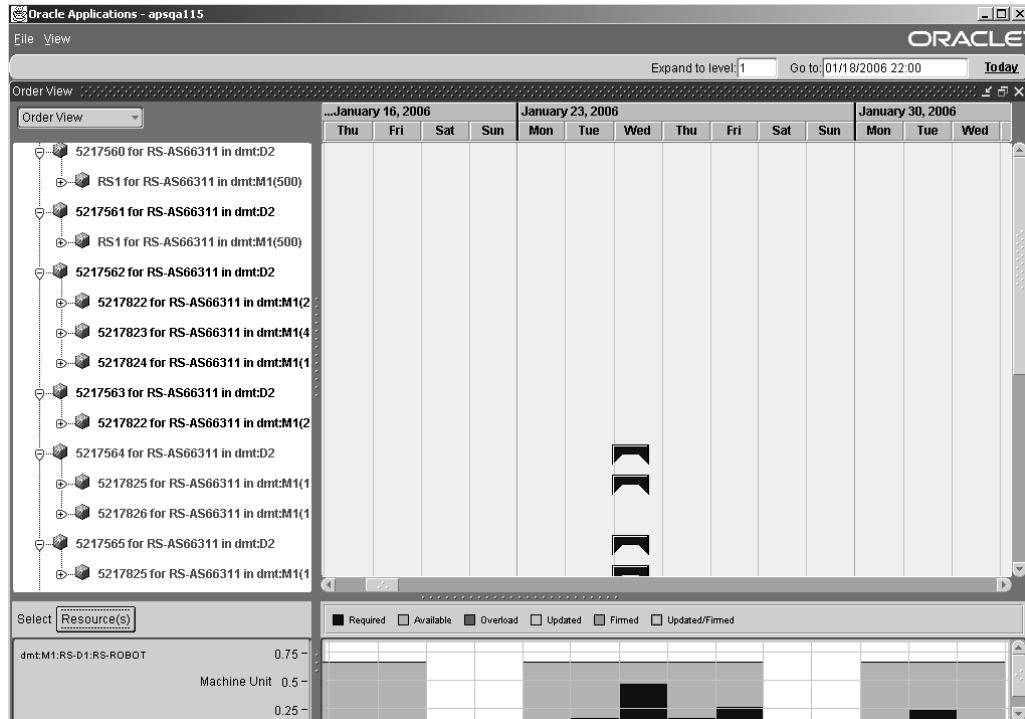 Oracle Applications - apsqa115
File View
ORACLE
Expand to level: 1 Go to: 01/18/2006 22:00 Today
Order View
Order View
...January 16, 2006 January 23, 2006 January 30, 2006
Thu Fri Sat Sun Mon Tue Wed Thu Fri Sat Sun Mon Tue Wed
5217560 for RS-AS66311 in dmt:D2
RS1 for RS-AS66311 in dmt:M1(500)
5217561 for RS-AS66311 in dmt:D2
RS1 for RS-AS66311 in dmt:M1(500)
5217562 for RS-AS66311 in dmt:D2
5217822 for RS-AS66311 in dmt:M1(2
5217823 for RS-AS66311 in dmt:M1(4
5217824 for RS-AS66311 in dmt:M1(1
5217563 for RS-AS66311 in dmt:D2
5217822 for RS-AS66311 in dmt:M1(2
5217564 for RS-AS66311 in dmt:D2
5217825 for RS-AS66311 in dmt:M1(1
5217826 for RS-AS66311 in dmt:M1(1
5217565 for RS-AS66311 in dmt:D2
5217825 for RS-AS66311 in dmt:M1(1
Select Resource(s)
Required Available Overload Updated Firmed Updated/Firmed
dmt:M1:RS-D1:RS-ROBOT 0.75
Machine Unit 0.5
0.25